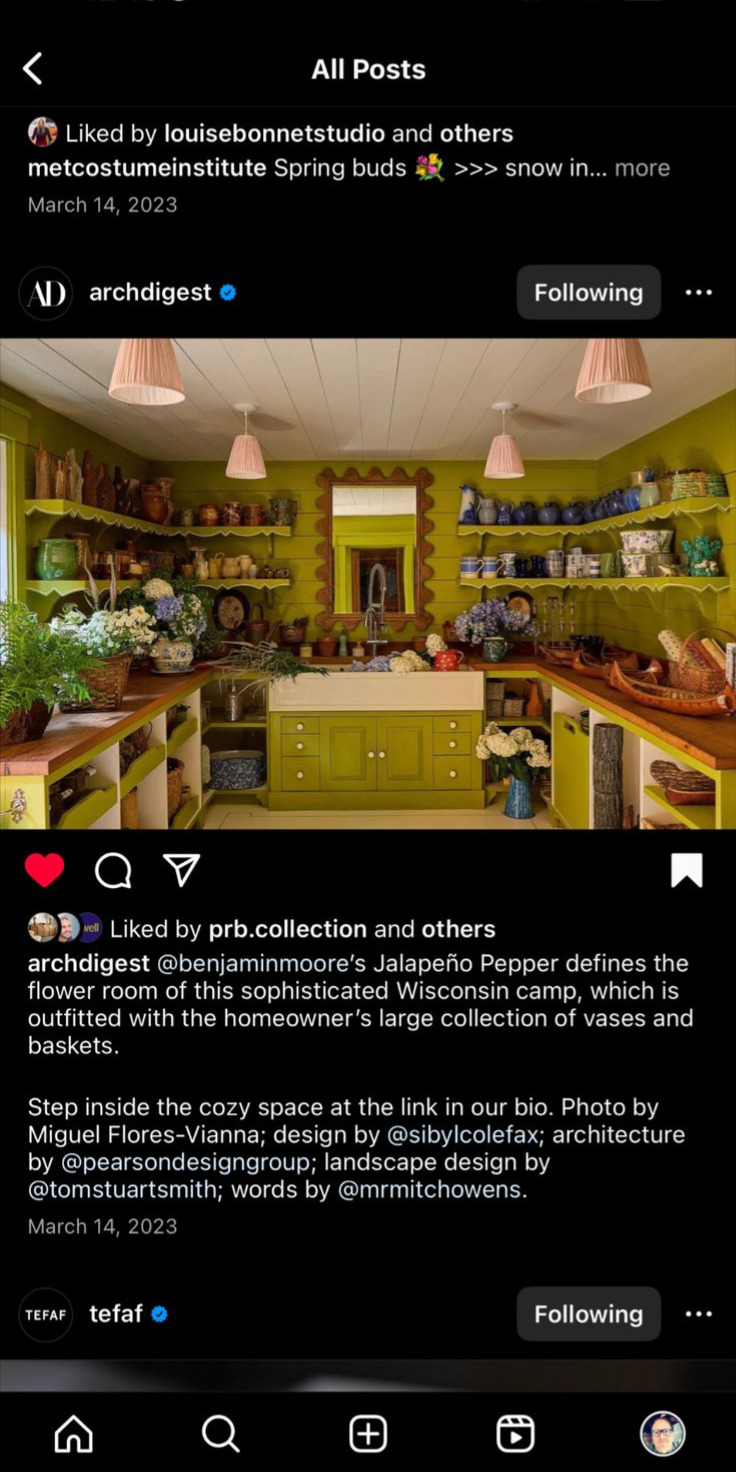 All Posts
Liked by louisebonnetstudio and others
metcostumeinstitute Spring buds 💐 >>> snow in... more
March 14, 2023
AD archdigest
Following
well Liked by prb.collection and others
archdigest @benjaminmoore’s Jalapeño Pepper defines the
flower room of this sophisticated Wisconsin camp, which is
outfitted with the homeowner’s large collection of vases and
baskets.
Step inside the cozy space at the link in our bio. Photo by
Miguel Flores-Vianna; design by @sibylcolefax; architecture
by @pearsondesigngroup; landscape design by
@tomstuartsmith; words by @mrmitchowens.
March 14, 2023
TEFAF tefaf
Following